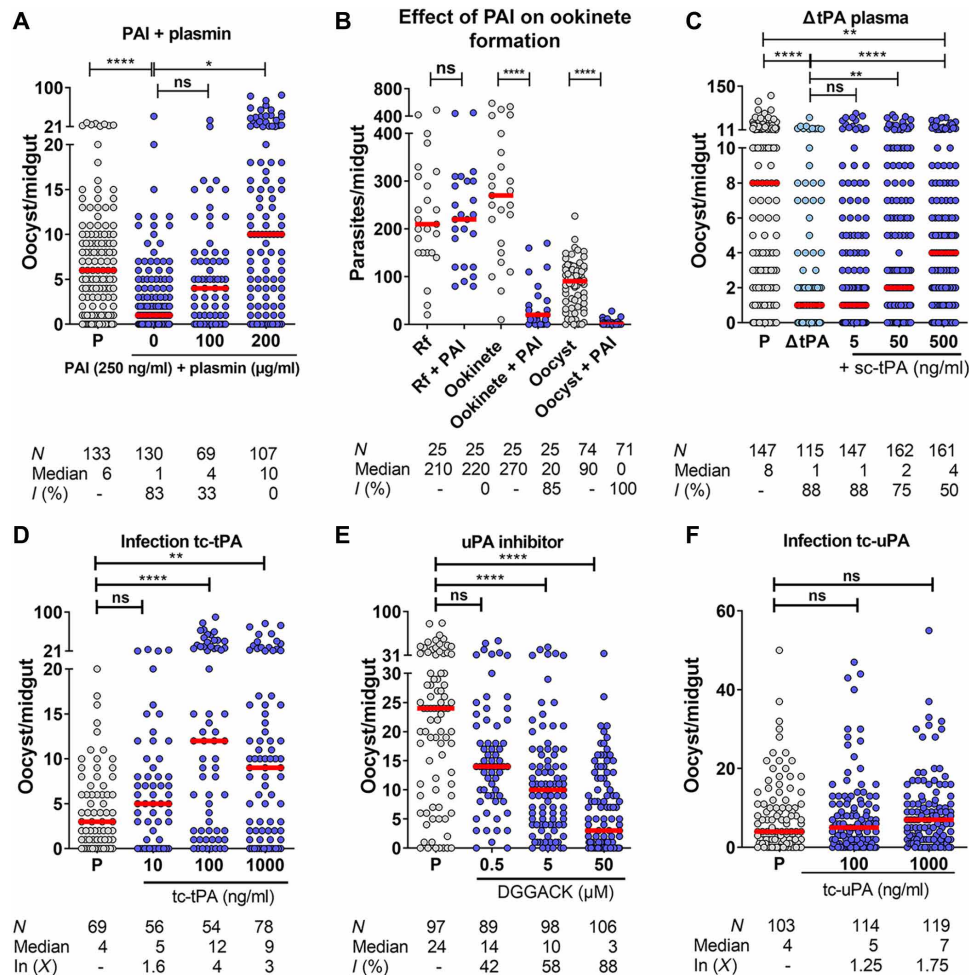 A
PAI + plasmin
****
*
ns
100
21
20
15
10
5
0
Oocyst/midgut
P 0 100 200
PAI (250 ng/ml) + plasmin (µg/ml)
N 133 130 69 107
Median 6 1 4 10
I (%) - 83 33 0
B
Effect of PAI on ookinete
formation
ns **** ****
800
600
400
400
300
200
100
0
Parasites/midgut
Rf
Rf + PAI
Ookinete
Ookinete + PAI
Oocyst
Oocyst + PAI
N 25 25 25 25 74 71
Median 210 220 270 20 90 0
I (%) - 0 - 85 - 100
C
ΔtPA plasma
**
**** ****
**
ns
150
11
10
8
6
4
2
0
Oocyst/midgut
P ΔtPA 5 50 500
+ sc-tPA (ng/ml)
N 147 115 147 162 161
Median 8 1 1 2 4
I (%) - 88 88 75 50
D
Infection tc-tPA
**
****
ns
100
21
20
15
10
5
0
Oocyst/midgut
P 10 100 1000
tc-tPA (ng/ml)
N 69 56 54 78
Median 4 5 12 9
In (X) - 1.6 4 3
E
uPA inhibitor
****
****
ns
100
31
30
25
20
15
10
5
0
Oocyst/midgut
P 0.5 5 50
DGGACK (µM)
N 97 89 98 106
Median 24 14 10 3
I (%) - 42 58 88
F
Infection tc-uPA
ns
ns
60
40
20
0
Oocyst/midgut
P 100 1000
tc-uPA (ng/ml)
N 103 114 119
Median 4 5 7
In (X) - 1.25 1.75